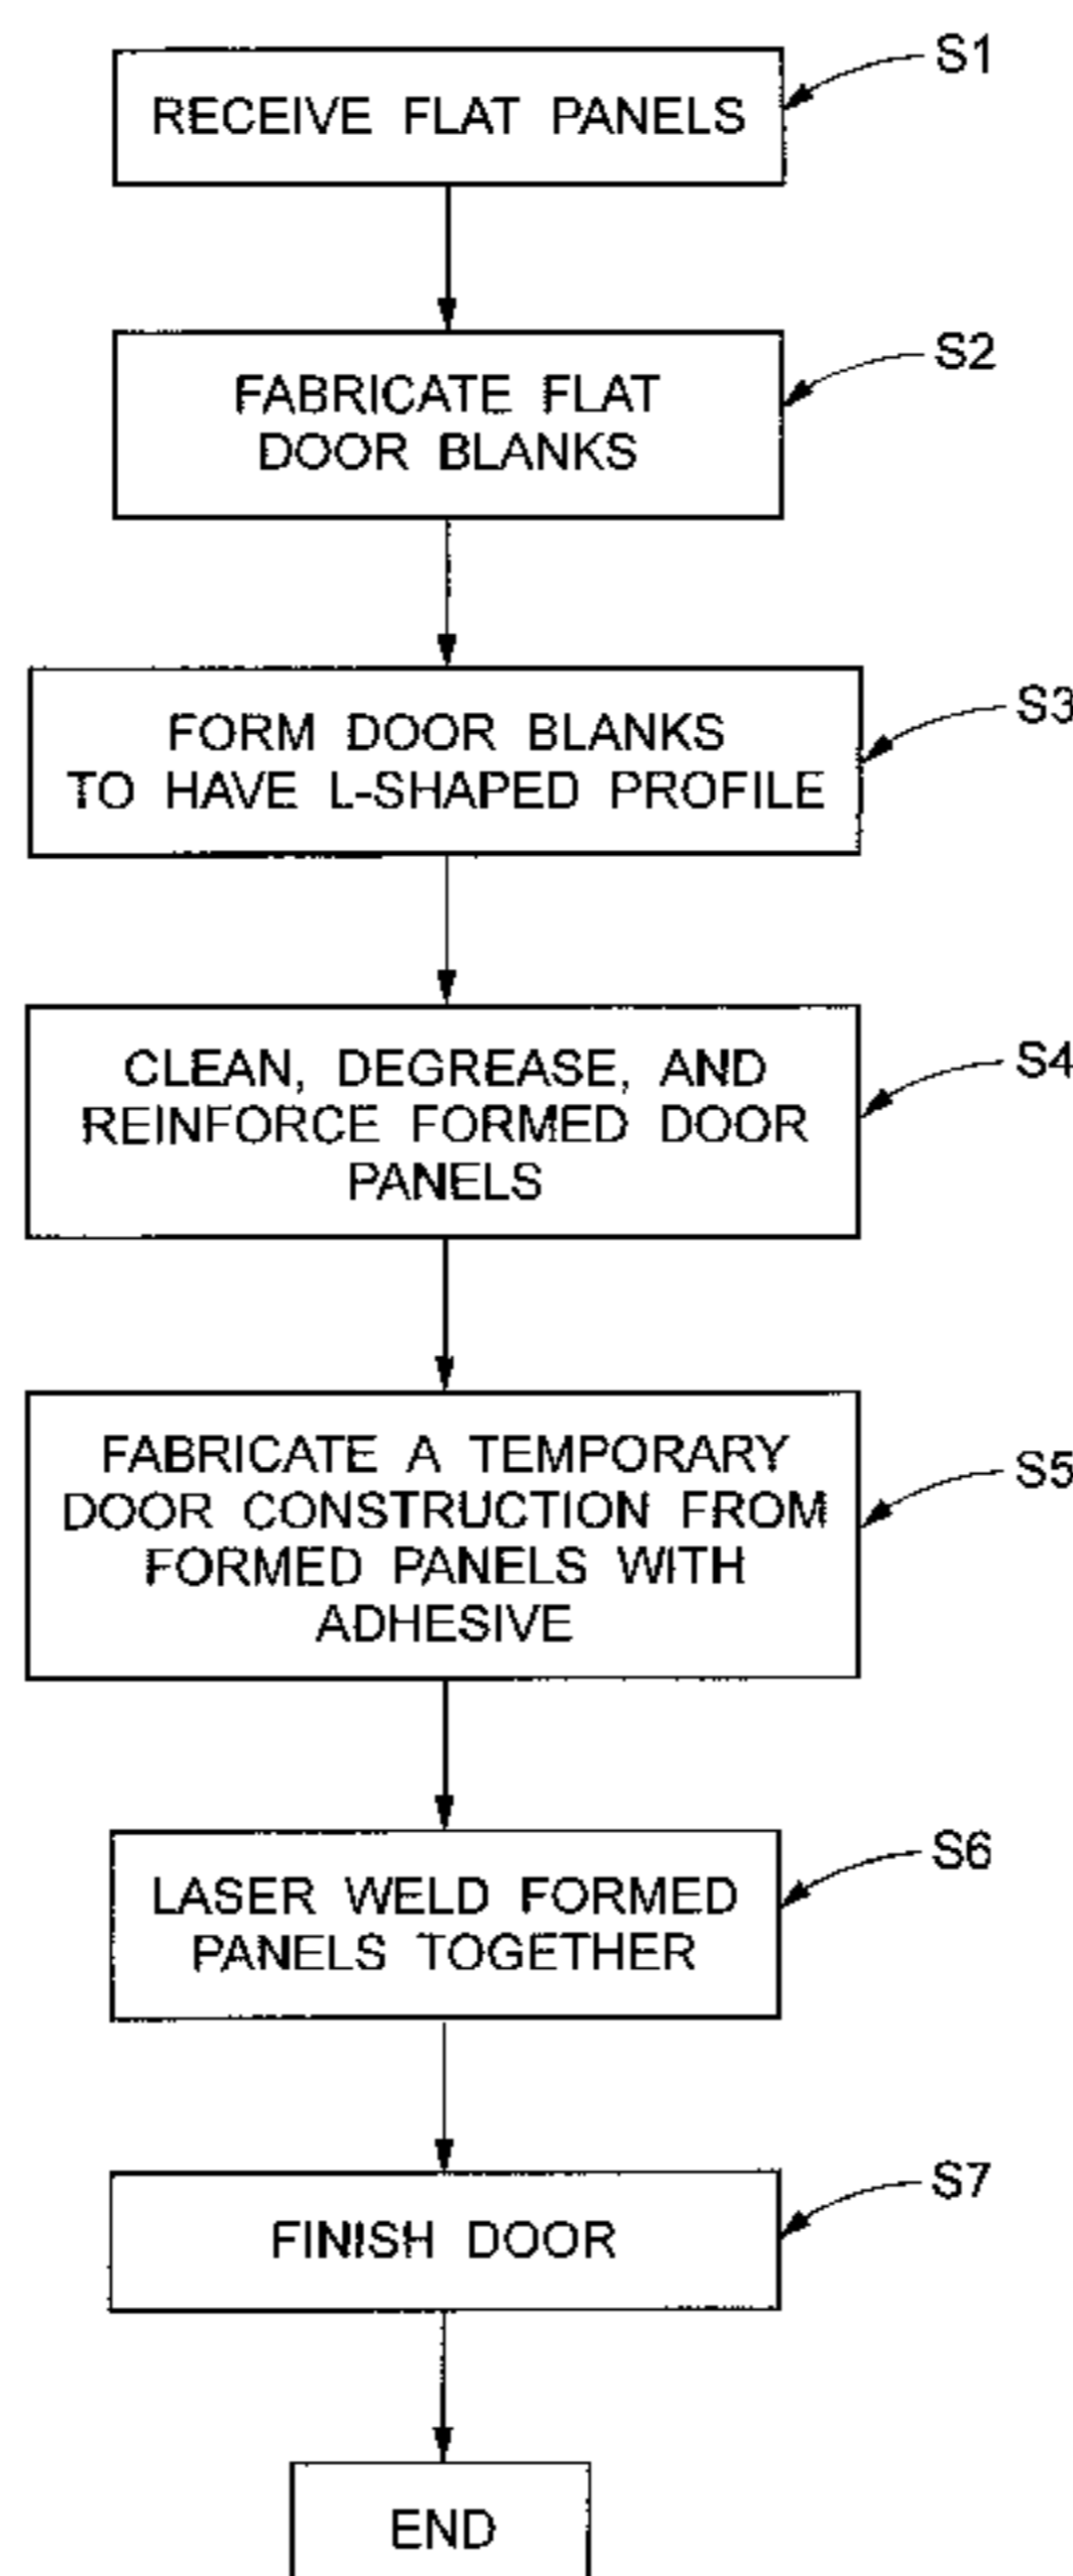 RECEIVE FLAT PANELS
S1
FABRICATE FLAT
DOOR BLANKS
S2
FORM DOOR BLANKS
TO HAVE L-SHAPED PROFILE
S3
CLEAN, DEGREASE, AND
REINFORCE FORMED DOOR
PANELS
S4
FABRICATE A TEMPORARY
DOOR CONSTRUCTION FROM
FORMED PANELS WITH
ADHESIVE
S5
LASER WELD FORMED
PANELS TOGETHER
S6
FINISH DOOR
S7
END